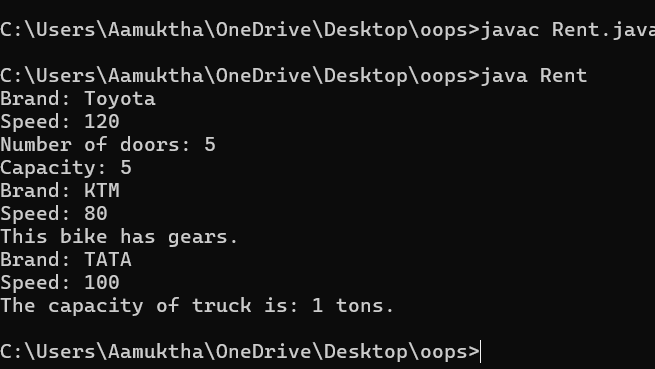 C:\Users\Aamuktha\OneDrive\Desktop\oops>javac Rent.java
C:\Users\Aamuktha\OneDrive\Desktop\oops>java Rent
Brand: Toyota
Speed: 120
Number of doors: 5
Capacity: 5
Brand: KTM
Speed: 80
This bike has gears.
Brand: TATA
Speed: 100
The capacity of truck is: 1 tons.
C:\Users\Aamuktha\OneDrive\Desktop\oops>